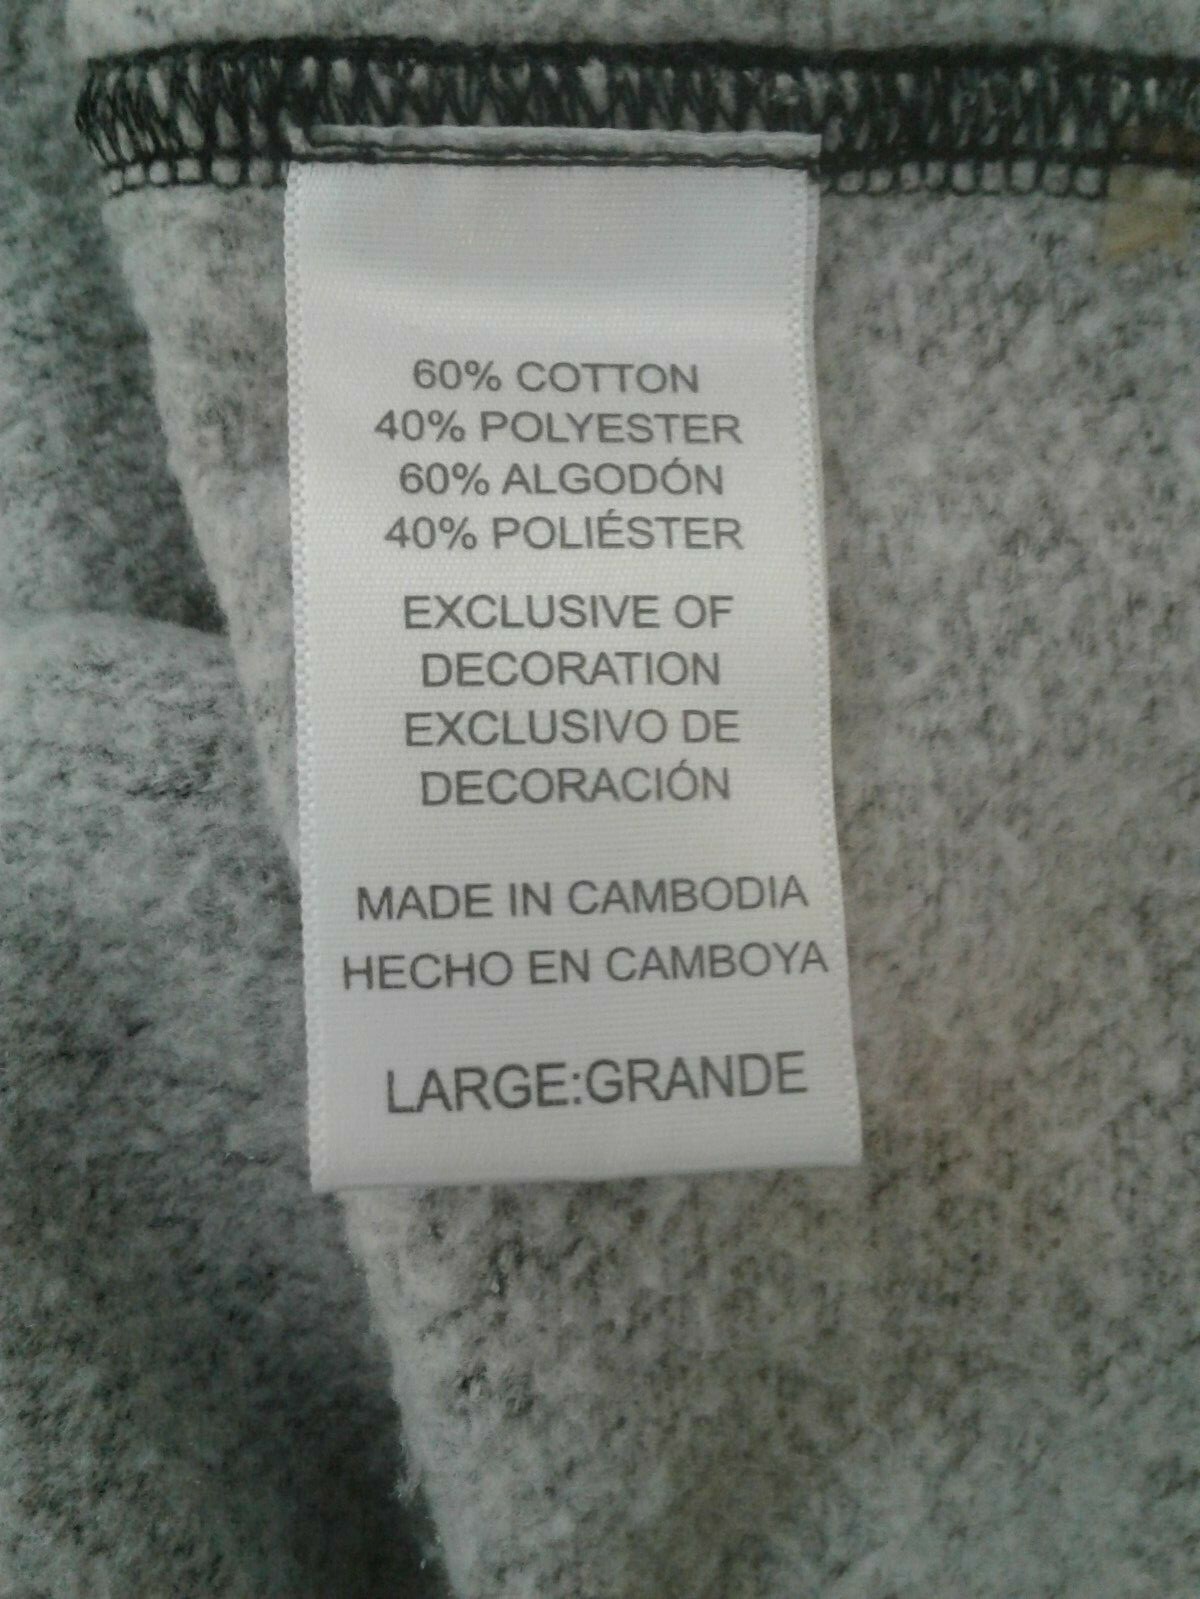 60% COTTON
40% POLYESTER
60% ALGODÓN
40% POLIÉSTER
EXCLUSIVE OF
DECORATION
EXCLUSIVO DE
DECORACIÓN
MADE IN CAMBODIA
HECHO EN CAMBOYA
LARGE:GRANDE